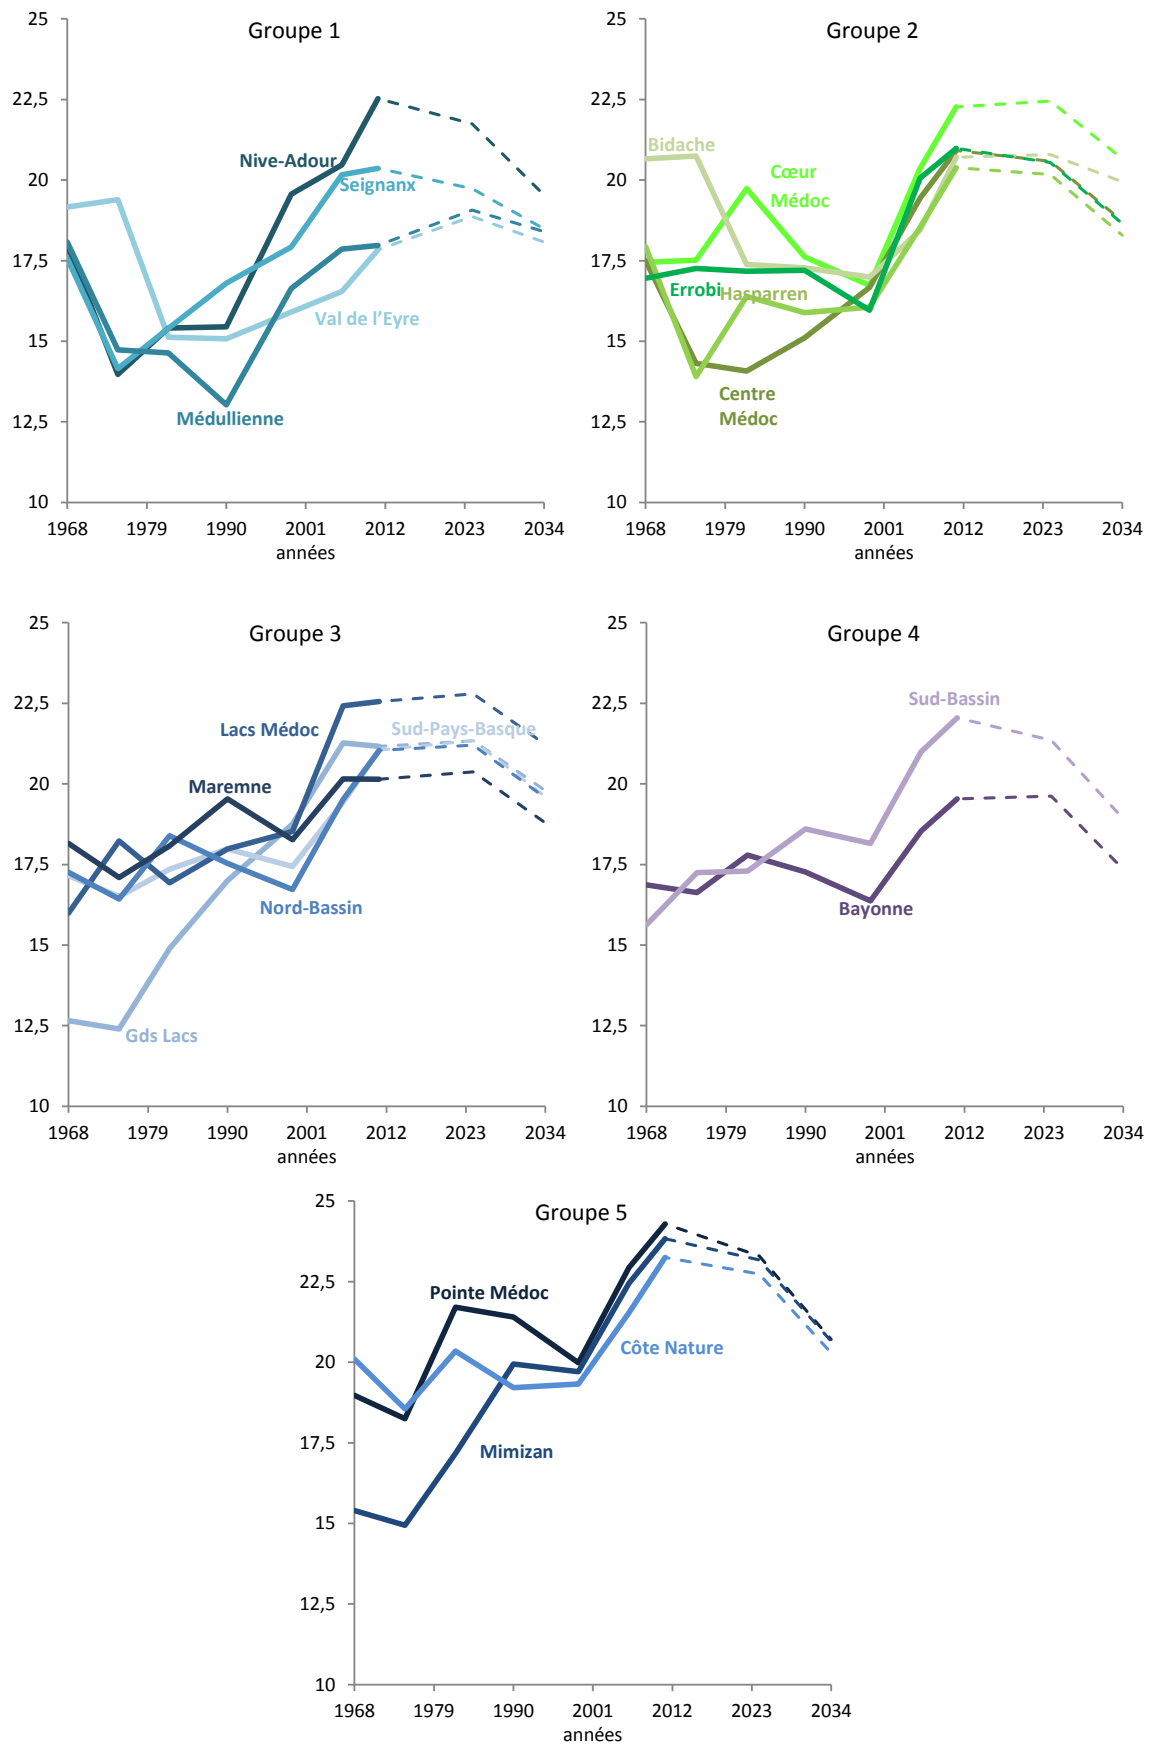 Groupe 1
25
22,5
20
17,5
15
12,5
10
Nive-Adour
Seignanx
Val de l'Eyre
Médullienne
1968 1979 1990 2001 2012 2023 2034
années
Groupe 2
25
22,5
20
17,5
15
12,5
10
Bidache
Cœur
Médoc
Errobi
Hasparren
Centre
Médoc
1968 1979 1990 2001 2012 2023 2034
années
Groupe 3
25
22,5
20
17,5
15
12,5
10
Lacs Médoc
Sud-Pays-Basque
Maremne
Nord-Bassin
Gds Lacs
1968 1979 1990 2001 2012 2023 2034
années
Groupe 4
25
22,5
20
17,5
15
12,5
10
Sud-Bassin
Bayonne
1968 1979 1990 2001 2012 2023 2034
années
Groupe 5
25
22,5
20
17,5
15
12,5
10
Pointe Médoc
Côte Nature
Mimizan
1968 1979 1990 2001 2012 2023 2034
années